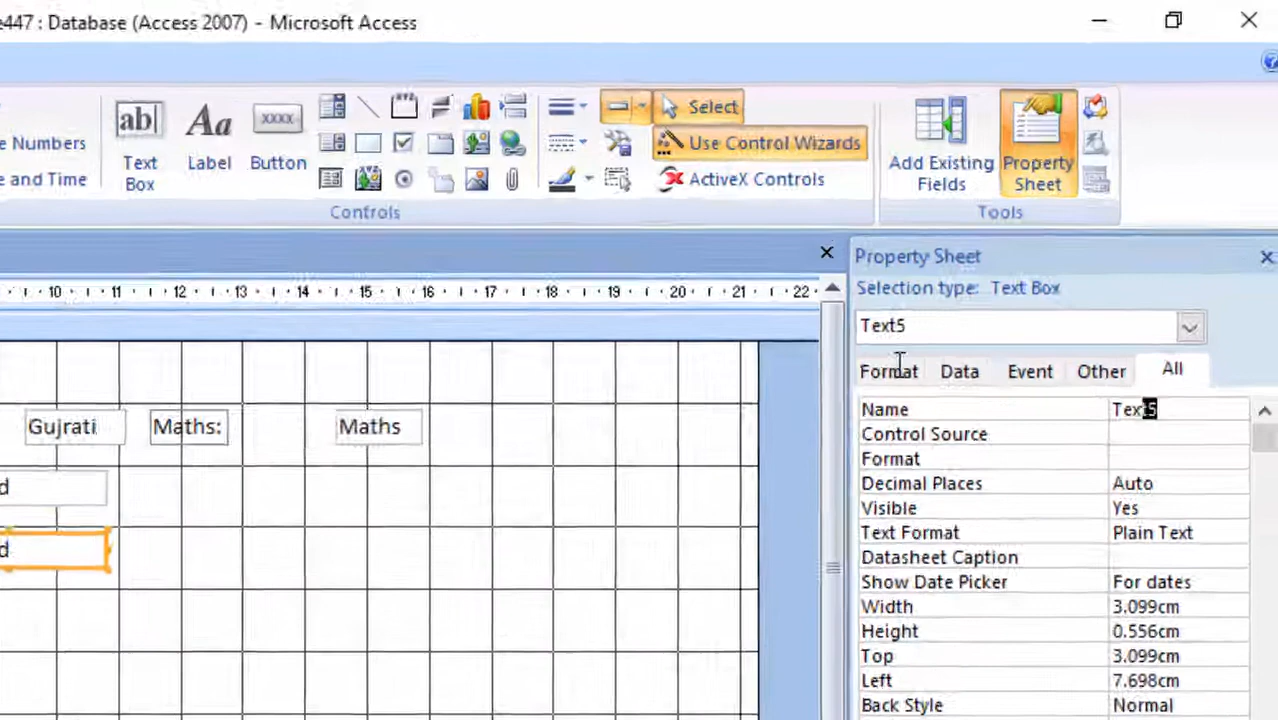 e447 : Database (Access 2007) - Microsoft Access
e Numbers
e and Time
ab|
Text
Box
Aa
Label
xxxx
Button
Select
Use Control Wizards
ActiveX Controls
Controls
Add Existing
Fields
Property
Sheet
Tools
10 11 12 13 14 15 16 17 18 19 20 21 22
Gujrati
Maths:
Maths
d
d
Property Sheet
Selection type: Text Box
Text5
Format Data Event Other All
Name Text5
Control Source
Format
Decimal Places Auto
Visible Yes
Text Format Plain Text
Datasheet Caption
Show Date Picker For dates
Width 3.099cm
Height 0.556cm
Top 3.099cm
Left 7.698cm
Back Style Normal